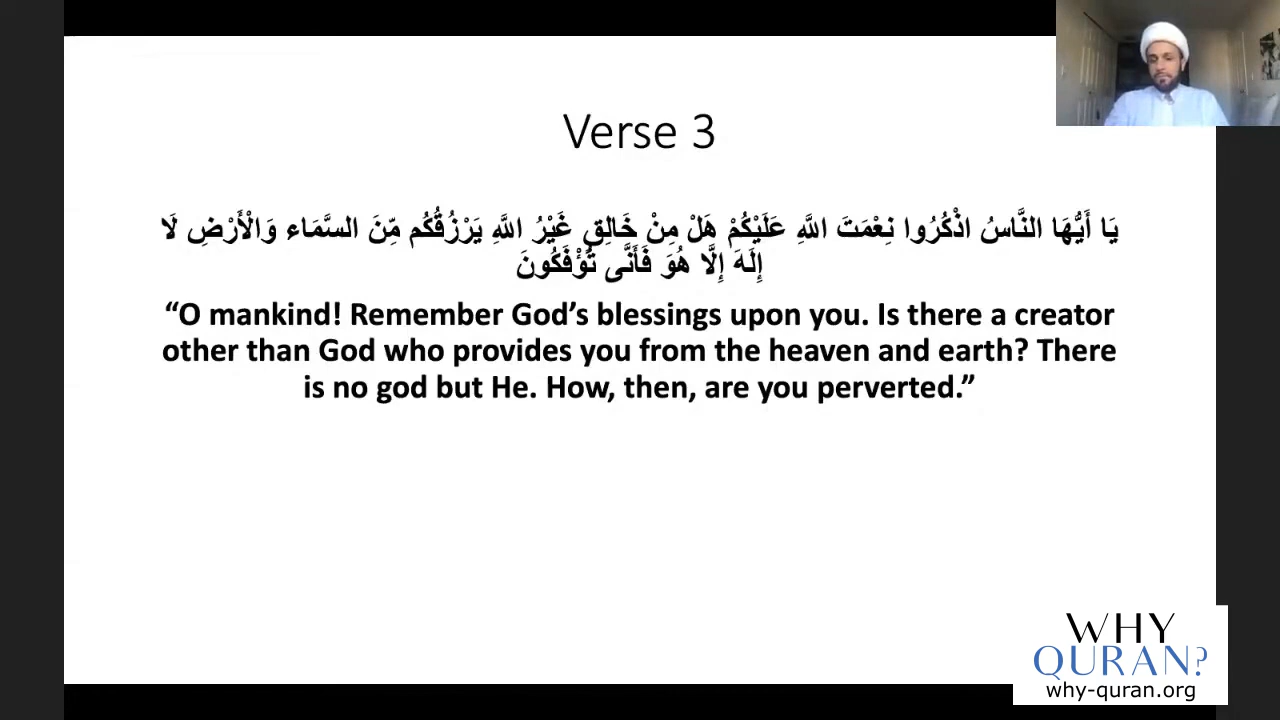 Verse 3
يَا أَيُّهَا النَّاسُ اذْكُرُوا نِعْمَتَ اللَّهِ عَلَيْكُمْ هَلْ مِنْ خَالِقٍ غَيْرُ اللَّهِ يَرْزُقُكُم مِّنَ السَّمَاء وَالْأَرْضِ لَا
إِلَهَ إِلَّا هُوَ فَأَنَّى تُؤْفَكُونَ
“O mankind! Remember God’s blessings upon you. Is there a creator
other than God who provides you from the heaven and earth? There
is no god but He. How, then, are you perverted.”
WHY
QURAN?
why-quran.org